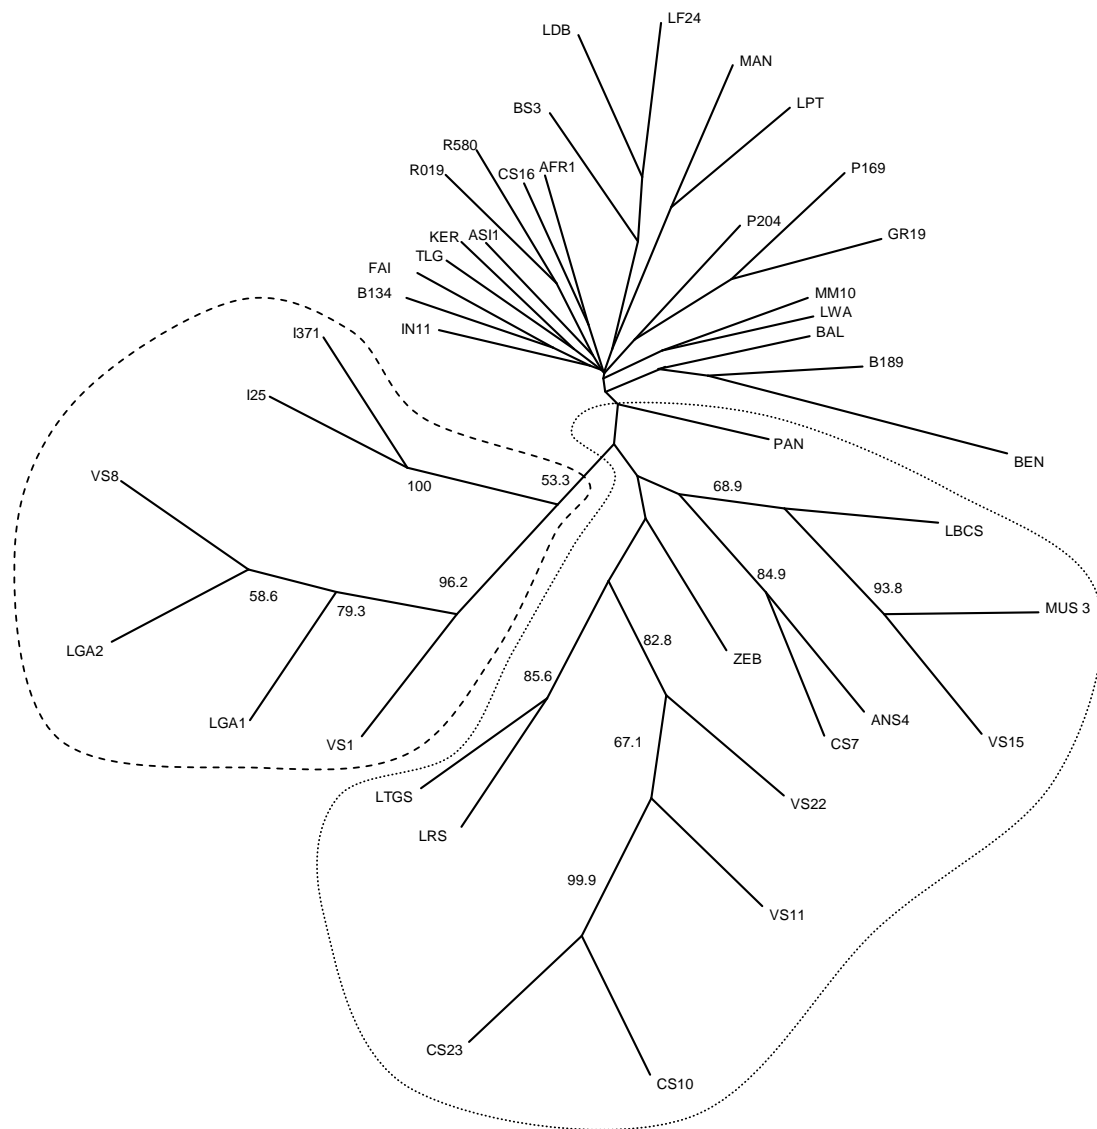 LF24
LDB
MAN
LPT
BS3
R580
AFR1
P169
R019
CS16
P204
KER
ASI1
GR19
TLG
FAI
B134
MM10
LWA
IN11
BAL
I371
B189
I25
PAN
BEN
VS8
53.3
100
68.9
LBCS
96.2
84.9
93.8
58.6
79.3
MUS 3
LGA2
82.8
ZEB
85.6
LGA1
ANS4
VS1
67.1
CS7
VS15
LTGS
VS22
LRS
99.9
VS11
CS23
CS10